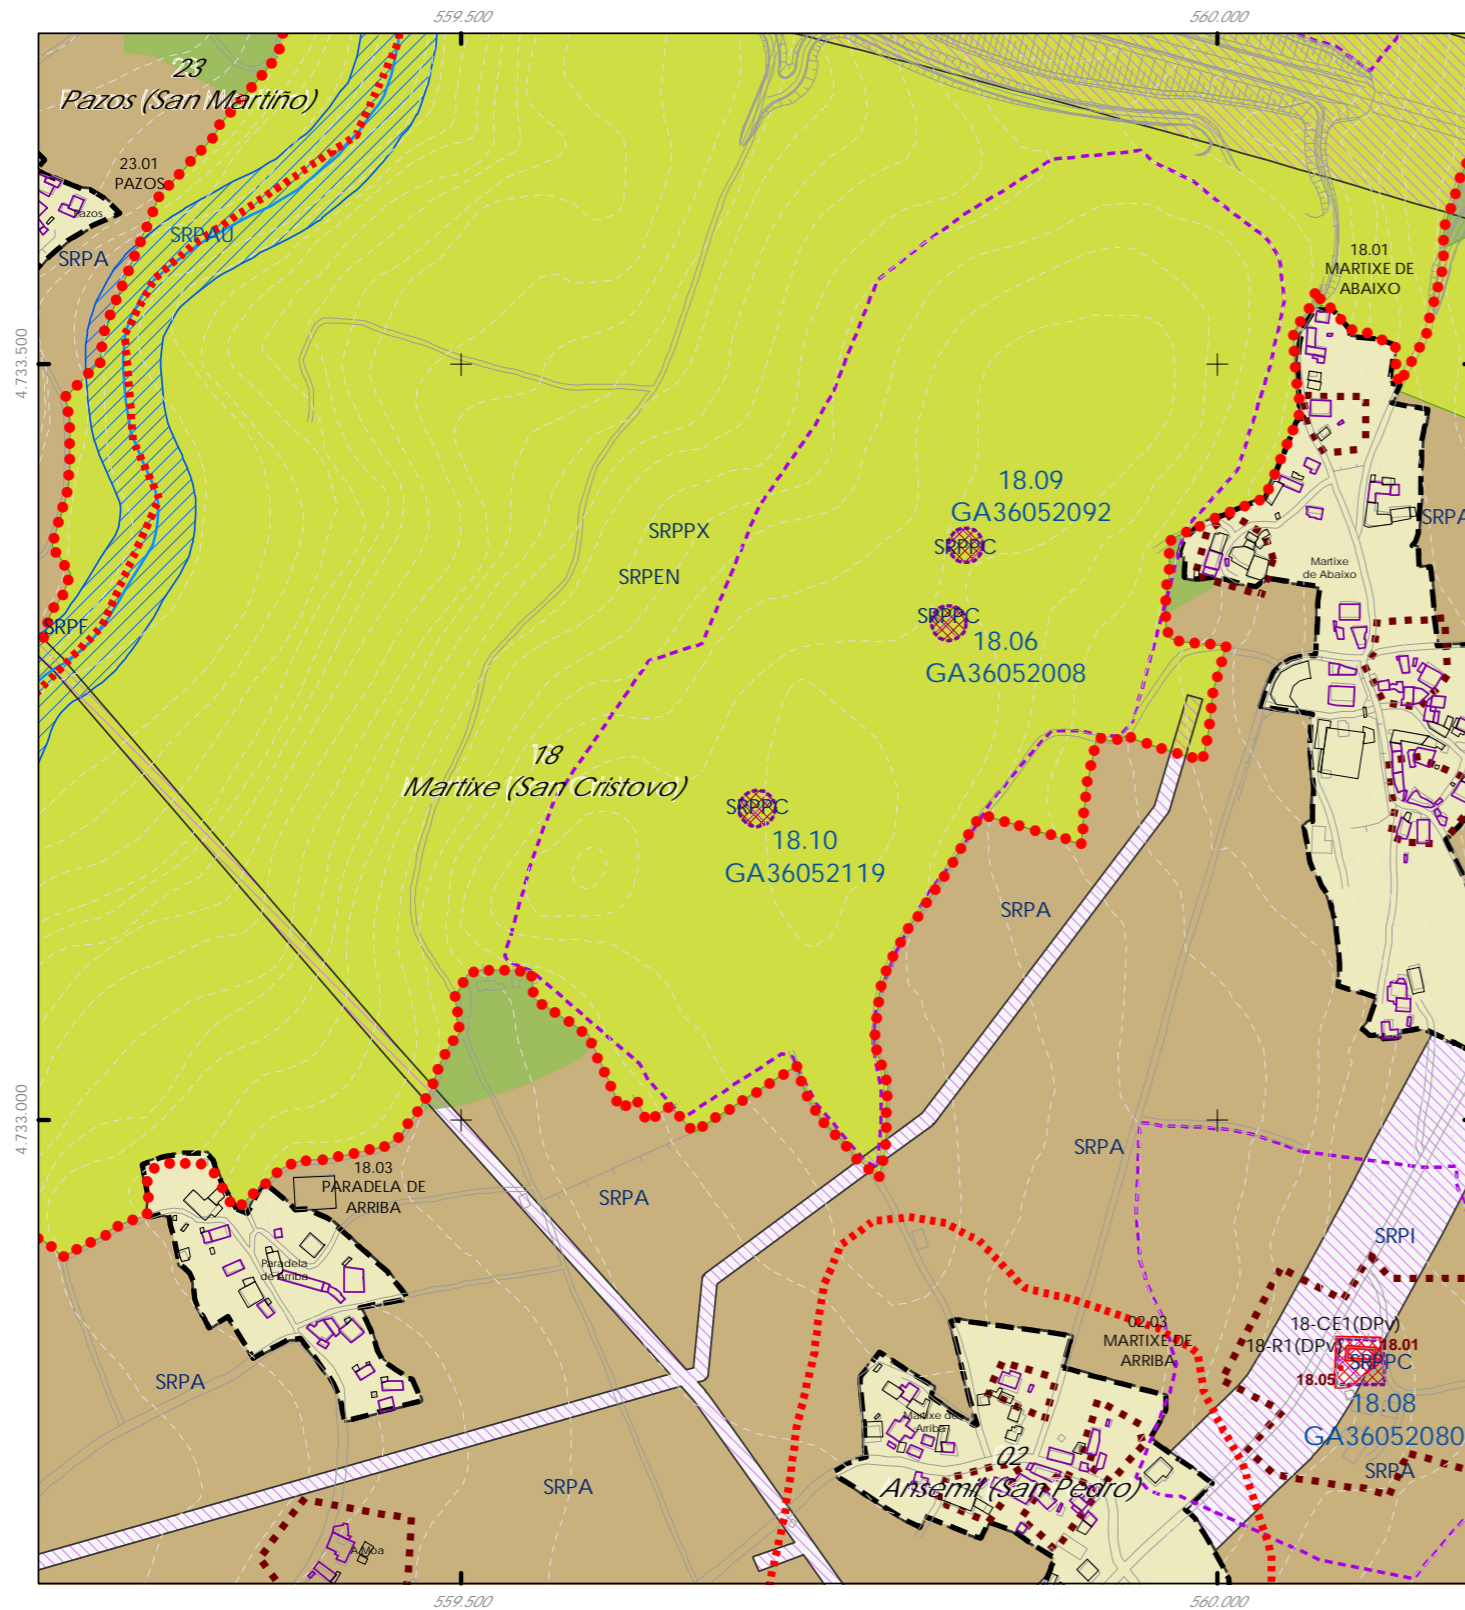 559.500
560.000
23
Pazos (San Martiño)
23.01
PAZOS
Pazos
SRPAU
SRPA
18.01
MARTIXE DE
ABAIXO
4.733.500
18.09
GA36052092
SRPPC
SRPPX
SRPEN
SRPA
Martixe
de Abaixo
SRPPC
18.06
GA36052008
SRPF
18
Martixe (San Cristovo)
SRPPC
18.10
GA36052119
SRPA
4.733.000
SRPA
18.03
PARADELA DE
ARRIBA
SRPA
SRPI
Paradela
de Arriba
02.03
MARTIXE DE
ARRIBA
18-CE1(DPv)
18-R1(DPv)
18.01
SRPPC
18.05
18.08
GA36052080
SRPA
Martixe de
Arriba
02
Ansemil (San Pedro)
SRPA
SRPA
A Moa
559.500
560.000